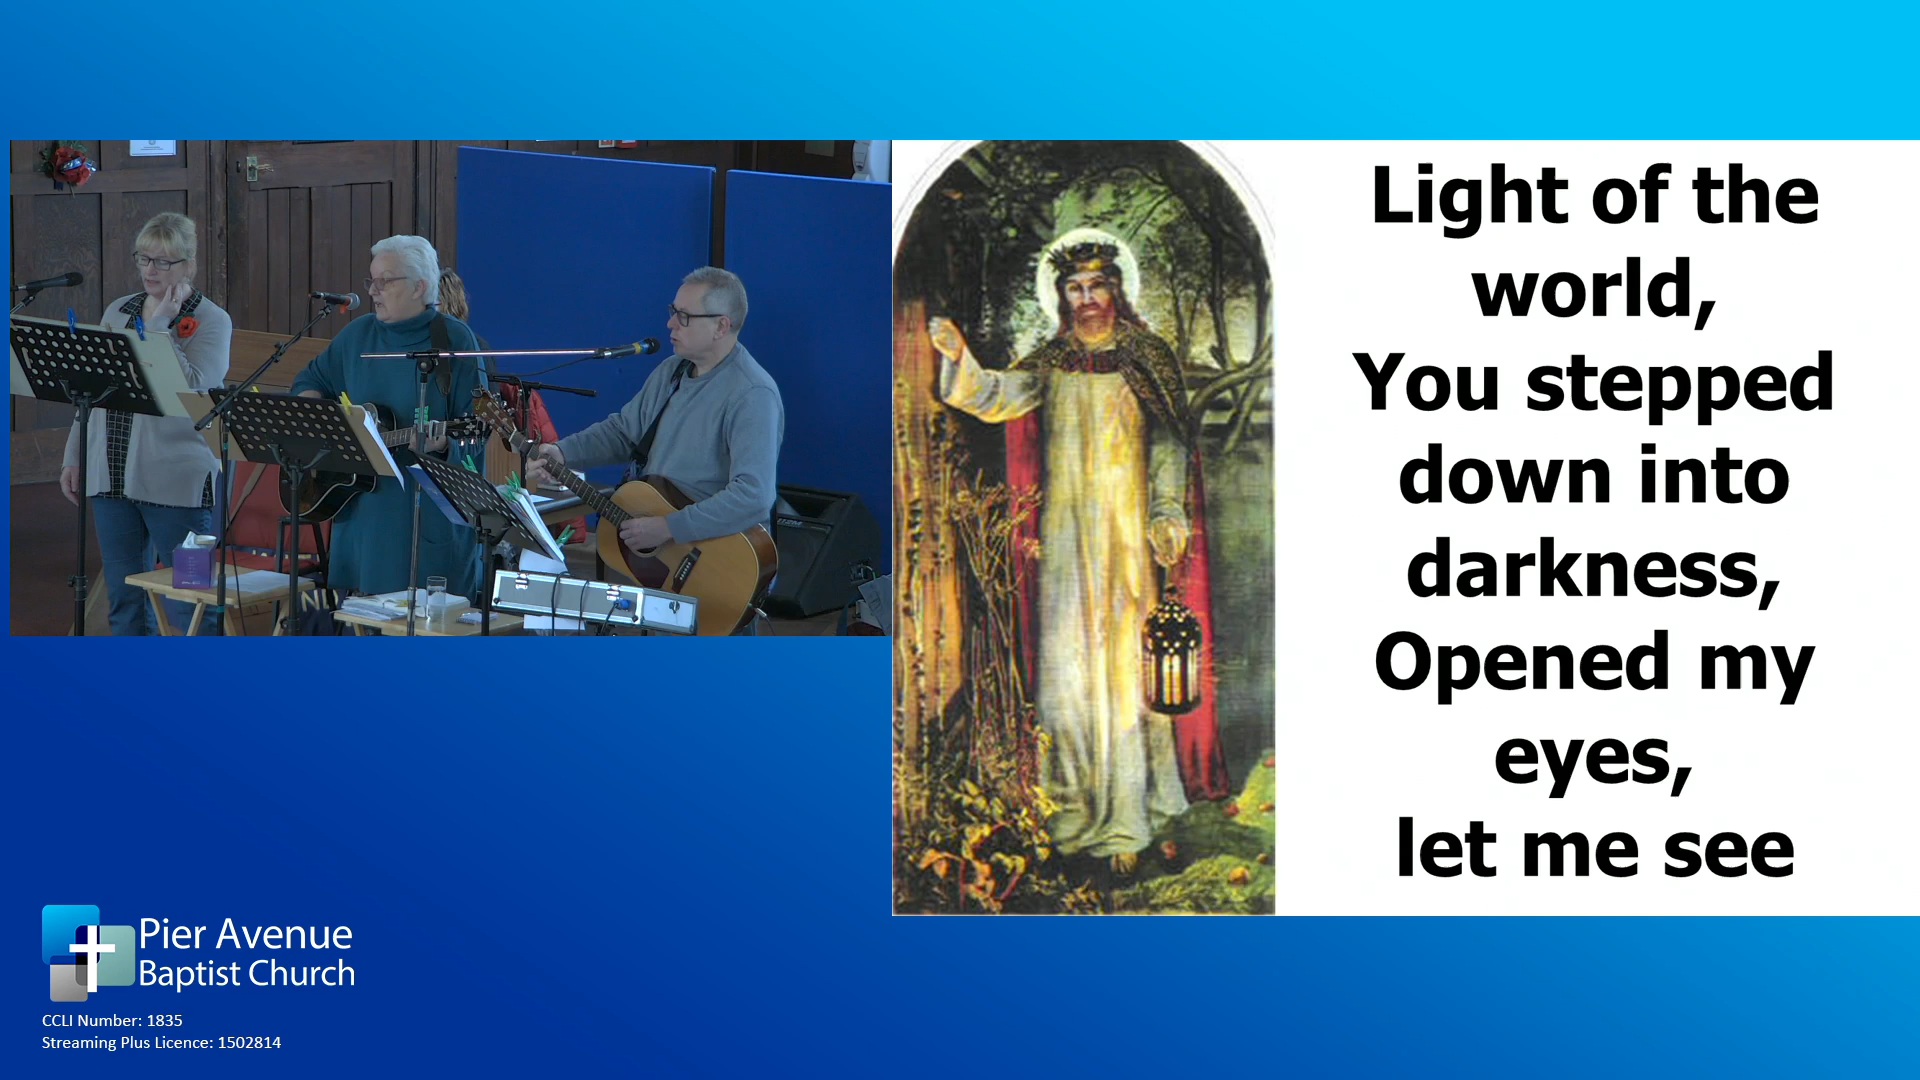 Light of the
world,
You stepped
down into
darkness,
Opened my
eyes,
let me see
Pier Avenue
Baptist Church
CCLI Number: 1835
Streaming Plus Licence: 1502814